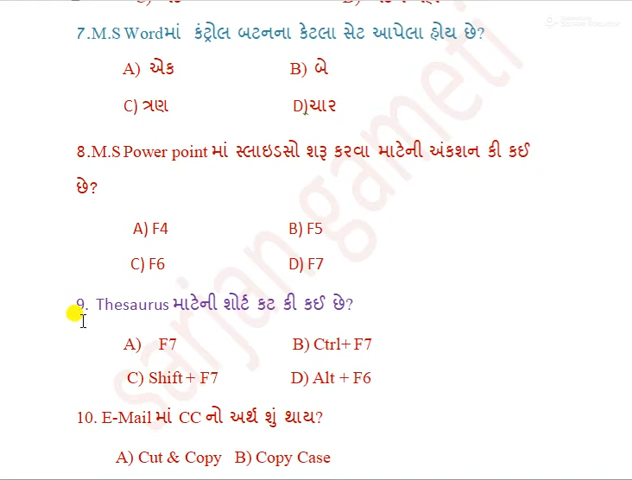 7.M.S Wordમાં કંટ્રોલ બટનના કેટલા સેટ આપેલા હોય છે?
A) એક B) બે
C) ત્રણ D)ચાર
8.M.S Power point માં સ્લાઇડસો શરૂ કરવા માટેની ફંકશન કી કઈ
છે?
A) F4 B) F5
C) F6 D) F7
9. Thesaurus માટેની શોર્ટ કટ કી કઈ છે?
A) F7 B) Ctrl+ F7
C) Shift + F7 D) Alt + F6
10. E-Mail માં CC નો અર્થ શું થાય?
A) Cut & Copy B) Copy Case
sarjan gameti